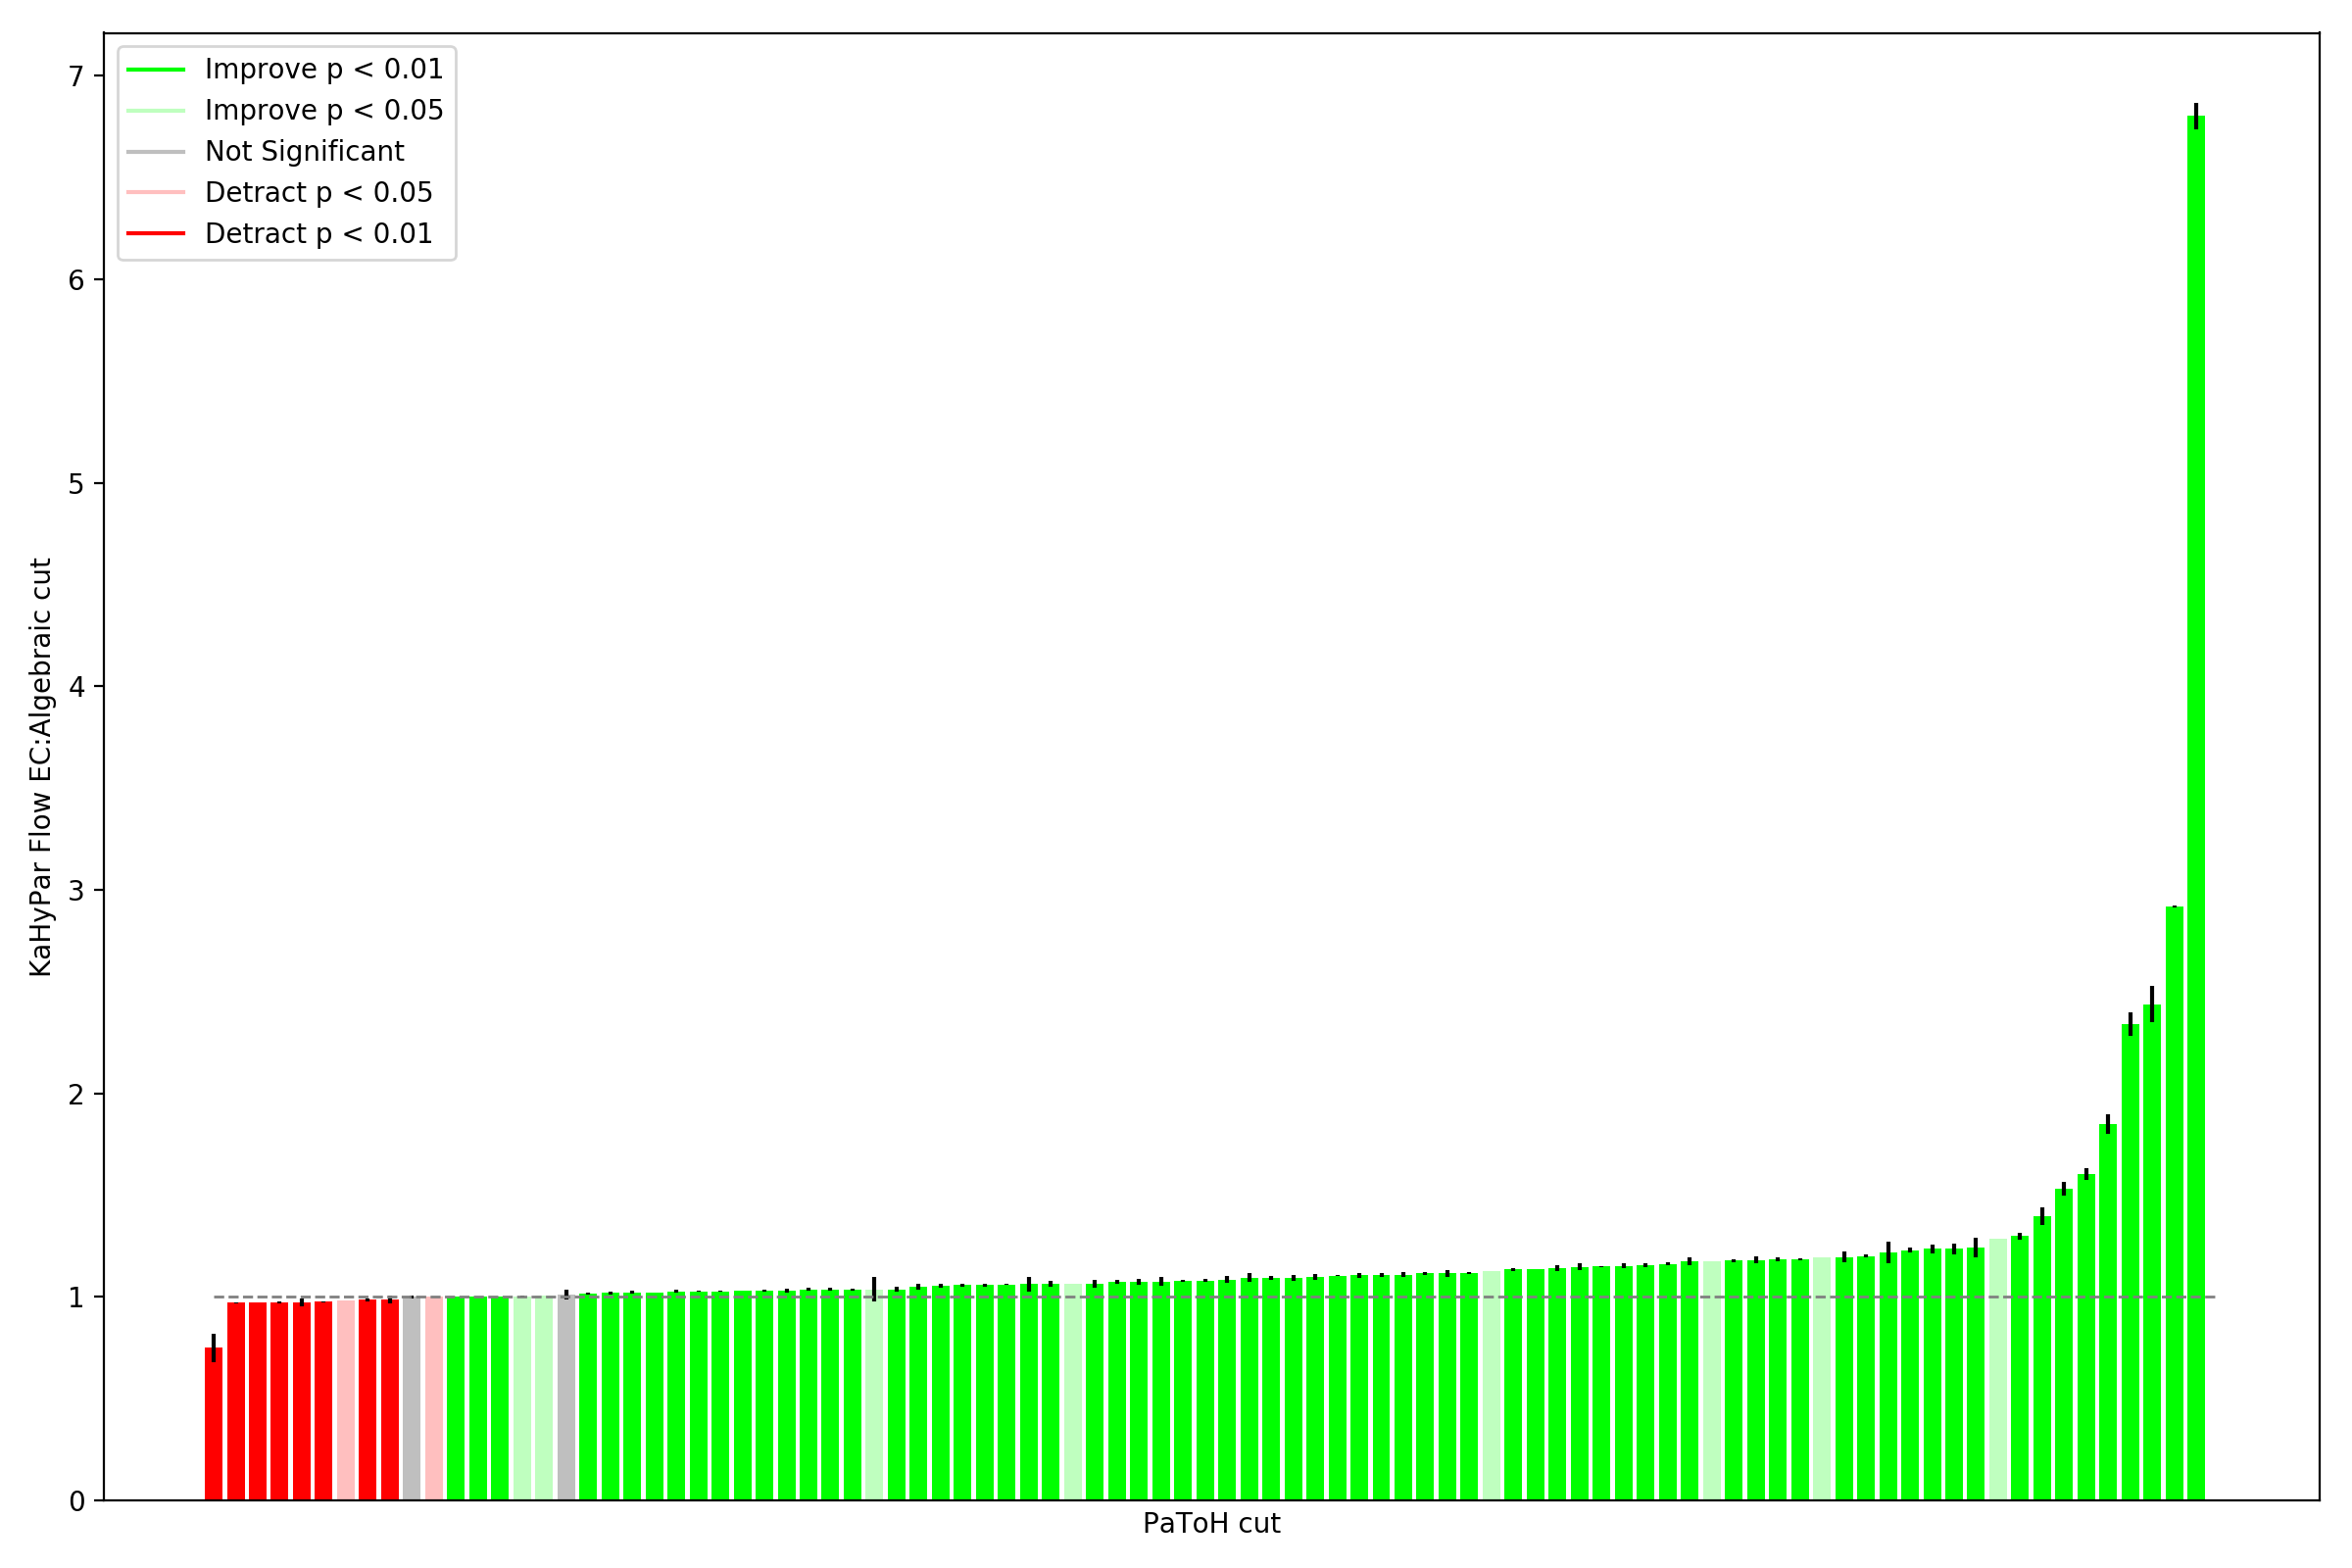 Improve p < 0.01
Improve p < 0.05
Not Significant
Detract p < 0.05
Detract p < 0.01
7
6
5
4
3
2
1
0
KaHyPar Flow EC:Algebraic cut
PaToH cut